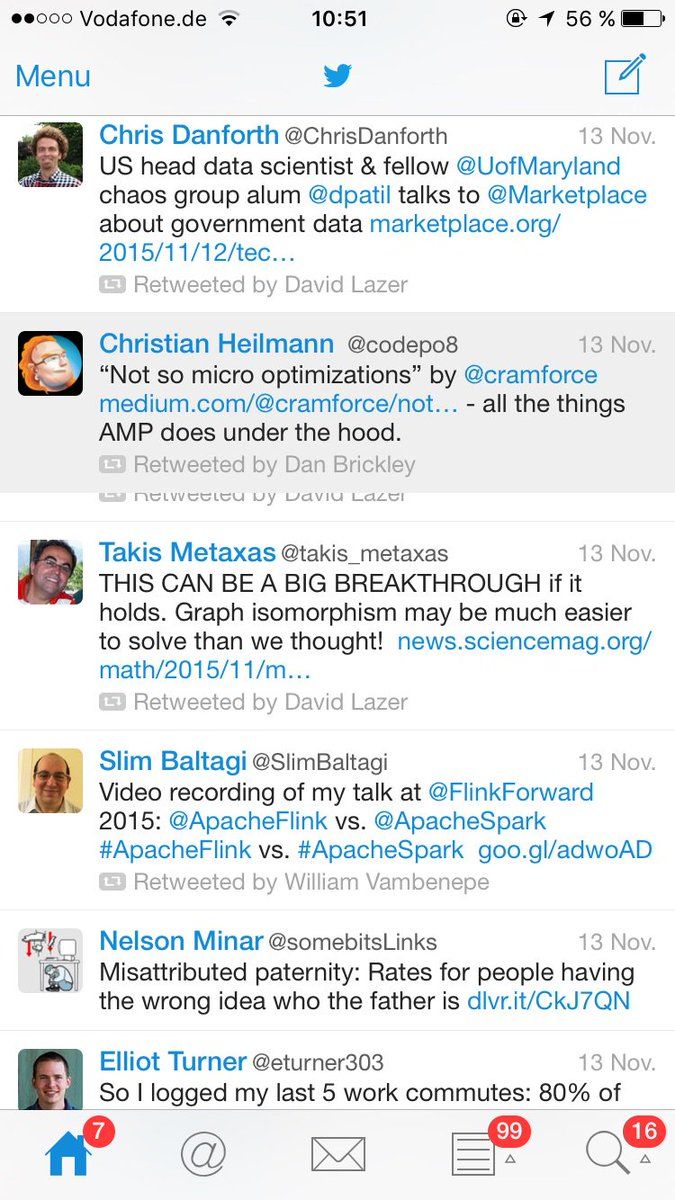 Vodafone.de 10:51 56 %
Menu
Chris Danforth @ChrisDanforth 13 Nov.
US head data scientist & fellow @UofMaryland
chaos group alum @dpatil talks to @Marketplace
about government data marketplace.org/
2015/11/12/tec…
Retweeted by David Lazer
Christian Heilmann @codepo8 13 Nov.
“Not so micro optimizations” by @cramforce
medium.com/@cramforce/not… - all the things
AMP does under the hood.
Retweeted by Dan Brickley
Retweeted by David Lazer
Takis Metaxas @takis_metaxas 13 Nov.
THIS CAN BE A BIG BREAKTHROUGH if it
holds. Graph isomorphism may be much easier
to solve than we thought! news.sciencemag.org/
math/2015/11/m…
Retweeted by David Lazer
Slim Baltagi @SlimBaltagi 13 Nov.
Video recording of my talk at @FlinkForward
2015: @ApacheFlink vs. @ApacheSpark
#ApacheFlink vs. #ApacheSpark goo.gl/adwoAD
Retweeted by William Vambenepe
Nelson Minar @somebitsLinks 13 Nov.
Misattributed paternity: Rates for people having
the wrong idea who the father is dlvr.it/CkJ7QN
Elliot Turner @eturner303 13 Nov.
So I logged my last 5 work commutes: 80% of
7 @ 99 16